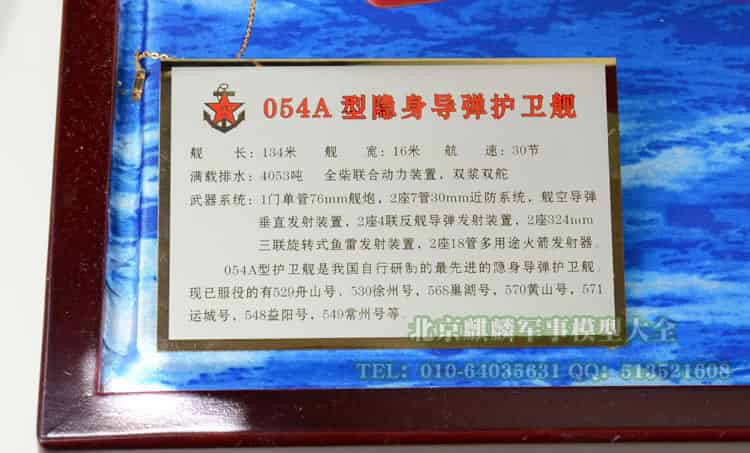 054A型隐身导弹护卫舰
舰 长：134米 舰 宽：16米 航 速：30节
满载排水：4053吨 全柴联合动力装置，双浆双舵
武器系统：1门单管76mm舰炮，2座7管30mm近防系统，舰空导弹
垂直发射装置，2座4联反舰导弹发射装置，2座324mm
三联旋转式鱼雷发射装置，2座18管多用途火箭发射器。
054A型护卫舰是我国自行研制的最先进的隐身导弹护卫舰
现已服役的有529舟山号，530徐州号，568巢湖号，570黄山号，571
运城号，548益阳号，549常州号等。
北京麒麟军事模型大全
TEL：010-64035631 QQ：513521608